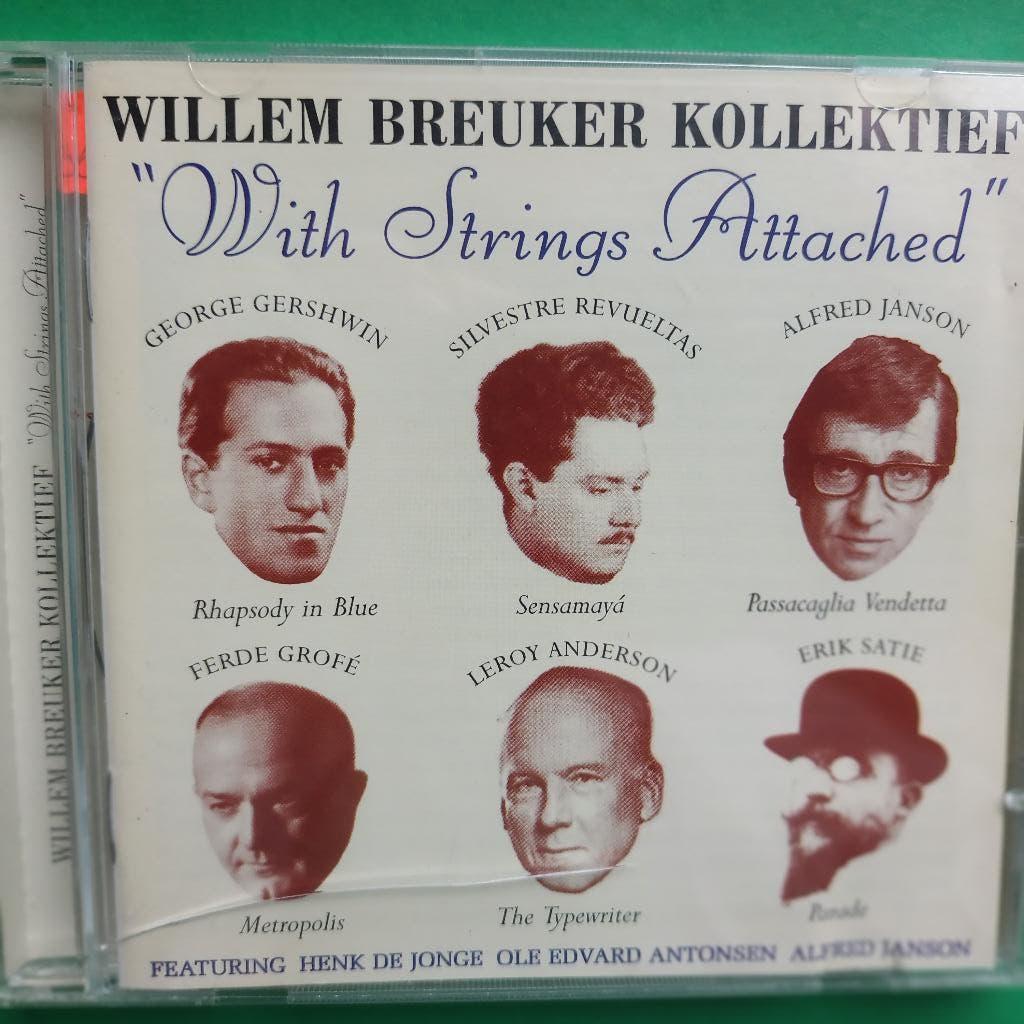 WILLEM BREUKER KOLLEKTIEF
"With Strings Attached"
GEORGE GERSHWIN
SILVESTRE REVUELTAS
ALFRED JANSON
Rhapsody in Blue
Sensamayá
Passacaglia Vendetta
FERDE GROFÉ
LEROY ANDERSON
ERIK SATIE
Metropolis
The Typewriter
Parade
FEATURING HENK DE JONGE OLE EDVARD ANTONSEN ALFRED JANSON
WILLEM BREUKER KOLLEKTIEF "With Strings Attached"